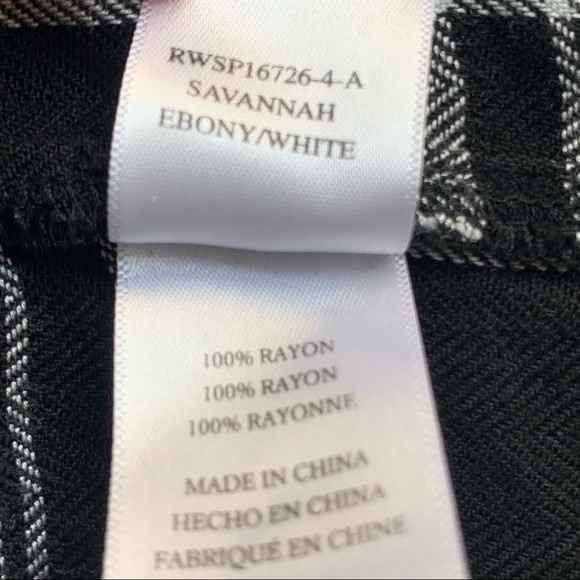 RWSP16726-4-A
SAVANNAH
EBONY/WHITE
100% RAYON
100% RAYON
100% RAYONNE
MADE IN CHINA
HECHO EN CHINA
FABRIQUÉ EN CHINE